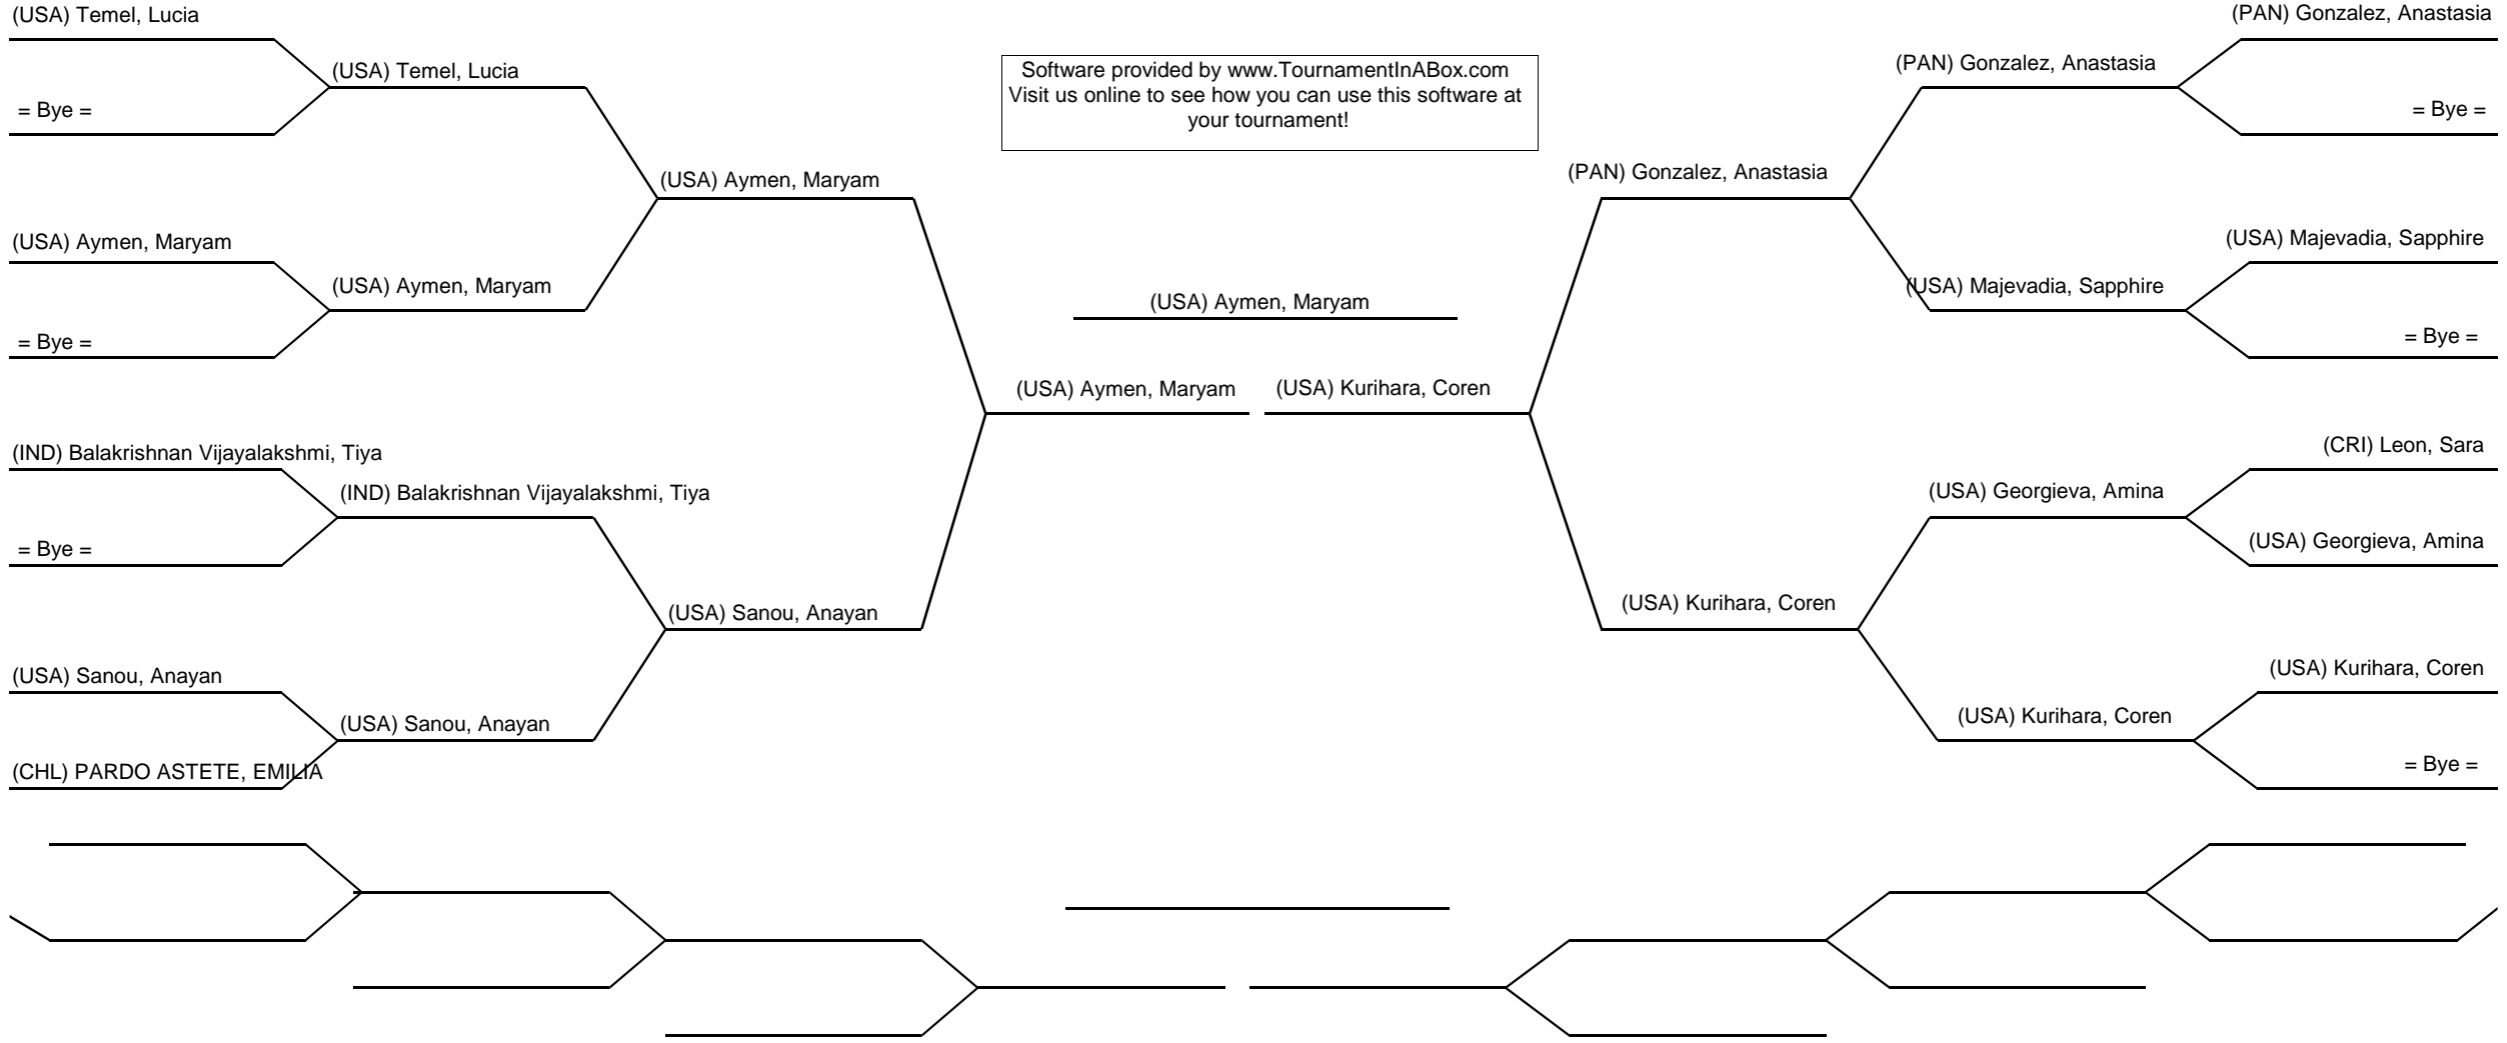 (USA) Temel, Lucia
= Bye =
(USA) Aymen, Maryam
= Bye =
(IND) Balakrishnan Vijayalakshmi, Tiya
= Bye =
(USA) Sanou, Anayan
(CHL) PARDO ASTETE, EMILIA
(USA) Temel, Lucia
(USA) Aymen, Maryam
(IND) Balakrishnan Vijayalakshmi, Tiya
(USA) Sanou, Anayan
(USA) Aymen, Maryam
(USA) Sanou, Anayan
Software provided by www.TournamentInABox.com
Visit us online to see how you can use this software at
your tournament!
(USA) Aymen, Maryam
(USA) Aymen, Maryam
(USA) Kurihara, Coren
(PAN) Gonzalez, Anastasia
(USA) Kurihara, Coren
(PAN) Gonzalez, Anastasia
(USA) Majevadia, Sapphire
(USA) Georgieva, Amina
(USA) Kurihara, Coren
(PAN) Gonzalez, Anastasia
= Bye =
(USA) Majevadia, Sapphire
= Bye =
(CRI) Leon, Sara
(USA) Georgieva, Amina
(USA) Kurihara, Coren
= Bye =